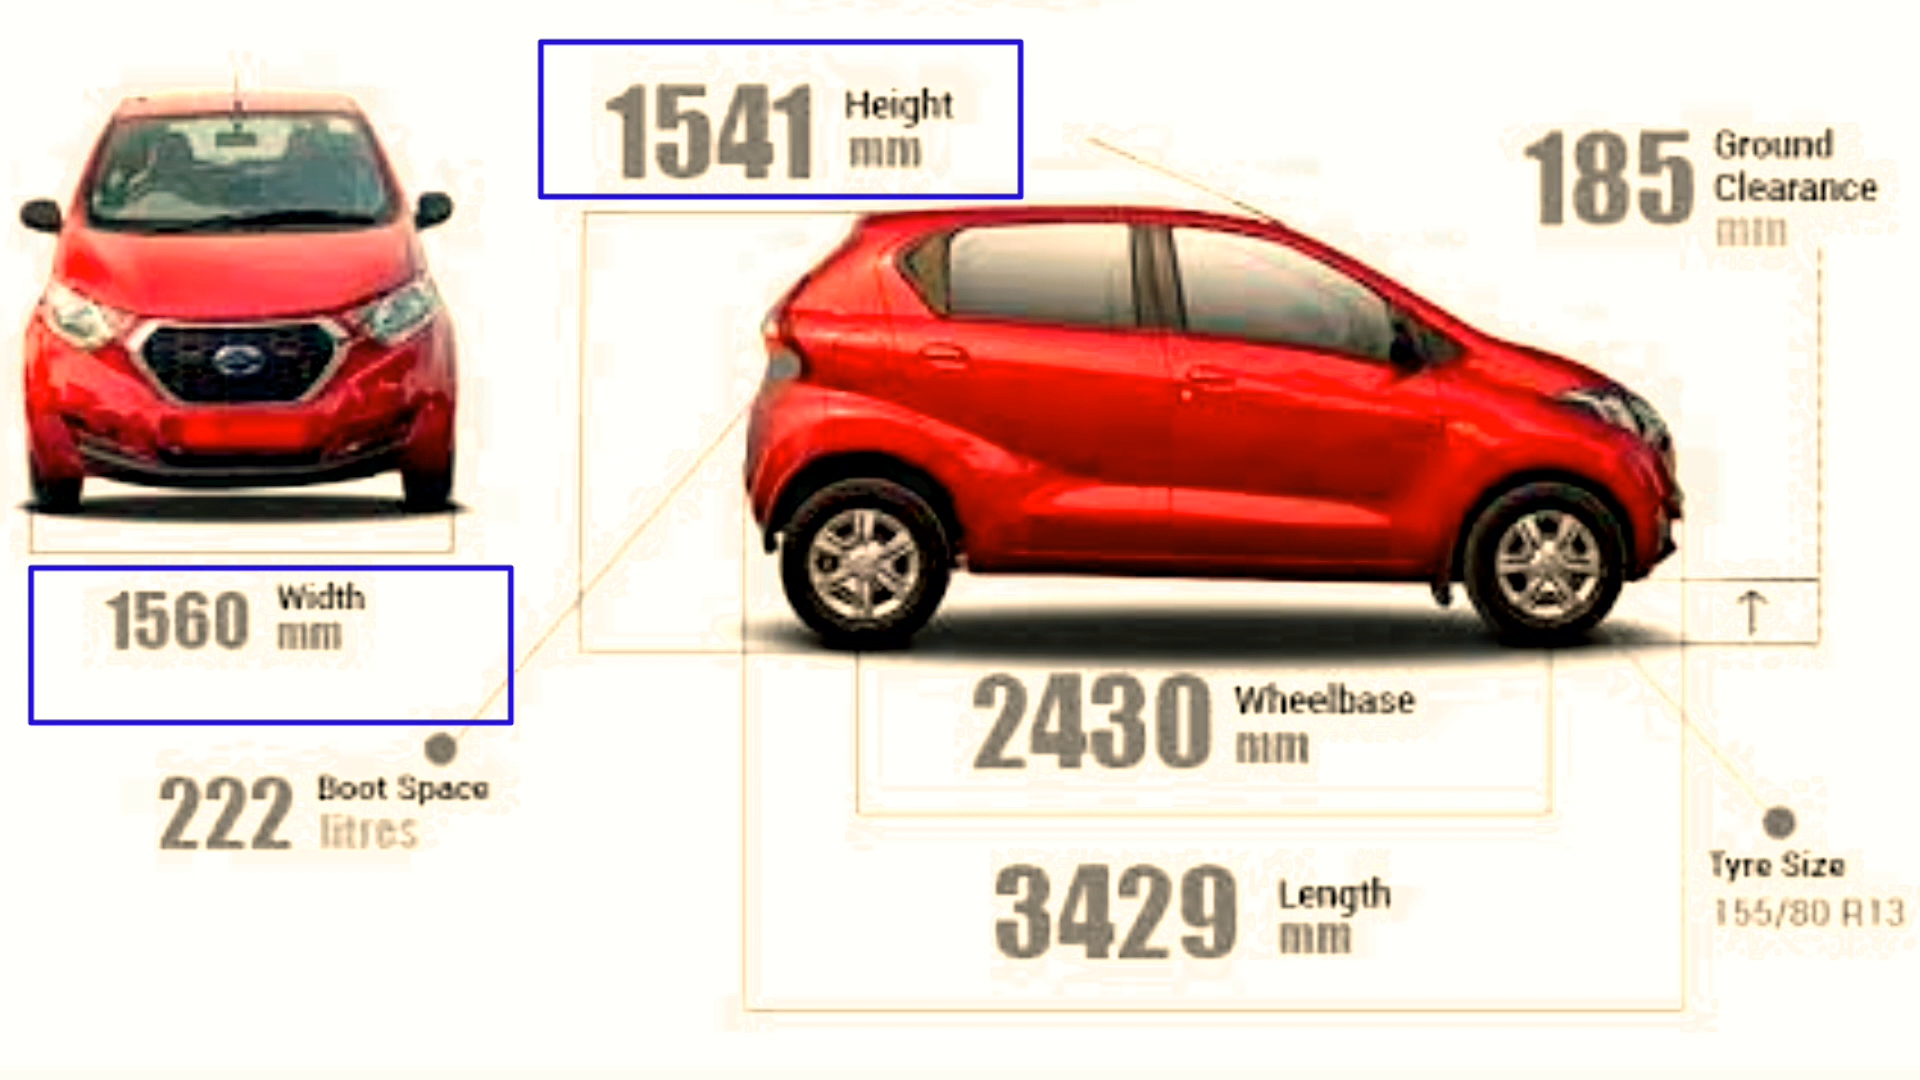 1541 Height
mm
185 Ground
Clearance
mm
1560 Width
mm
222 Boot Space
litres
2430 Wheelbase
mm
3429 Length
mm
Tyre Size
155/80 R13